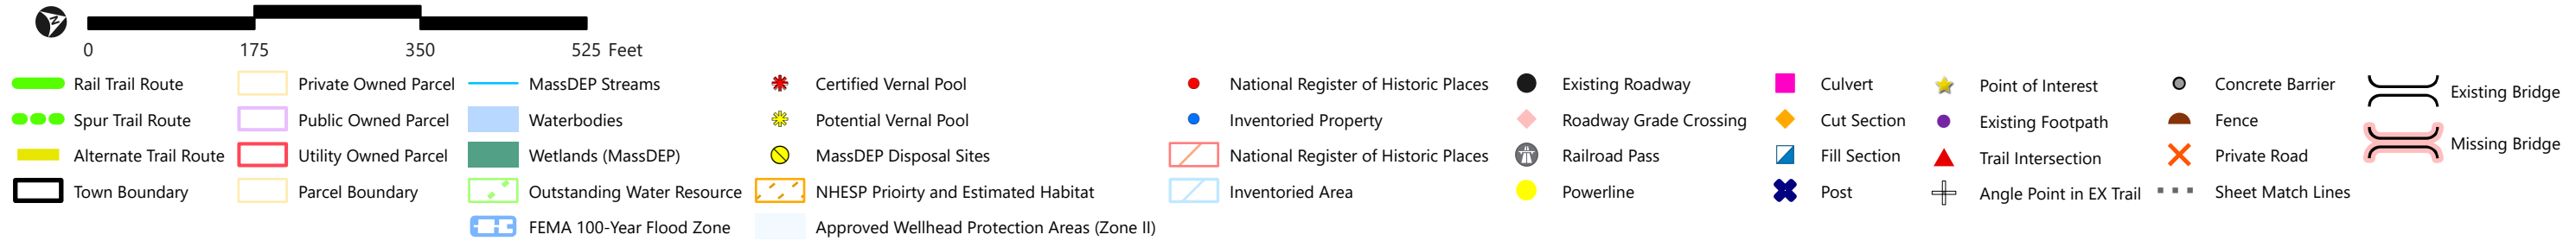 Z
0 175 350 525 Feet
Rail Trail Route
Spur Trail Route
Alternate Trail Route
Town Boundary
Private Owned Parcel
Public Owned Parcel
Utility Owned Parcel
Parcel Boundary
MassDEP Streams
Waterbodies
Wetlands (MassDEP)
Outstanding Water Resource
FEMA 100-Year Flood Zone
Certified Vernal Pool
Potential Vernal Pool
MassDEP Disposal Sites
NHESP Prioirty and Estimated Habitat
Approved Wellhead Protection Areas (Zone II)
National Register of Historic Places
Inventoried Property
National Register of Historic Places
Inventoried Area
Existing Roadway
Roadway Grade Crossing
Railroad Pass
Powerline
Culvert
Cut Section
Fill Section
Post
Point of Interest
Existing Footpath
Trail Intersection
Angle Point in EX Trail
Concrete Barrier
Fence
Private Road
Sheet Match Lines
Existing Bridge
Missing Bridge